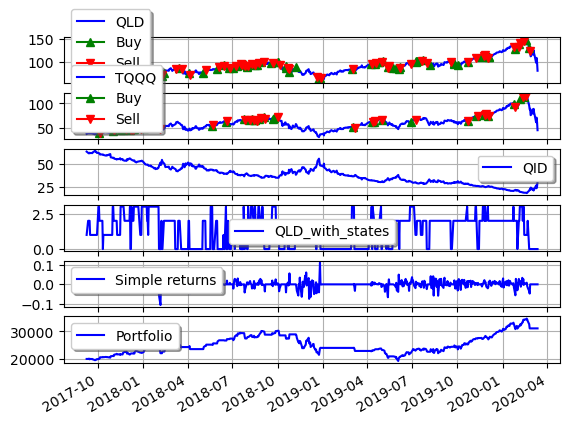 QLD
Buy
Sell
150
100
TQQQ
Buy
Sell
100
50
50
25
QID
2.5
0.0
QLD_with_states
0.1
0.0
−0.1
Simple returns
30000
20000
Portfolio
2017-10
2018-01
2018-04
2018-07
2018-10
2019-01
2019-04
2019-07
2019-10
2020-01
2020-04